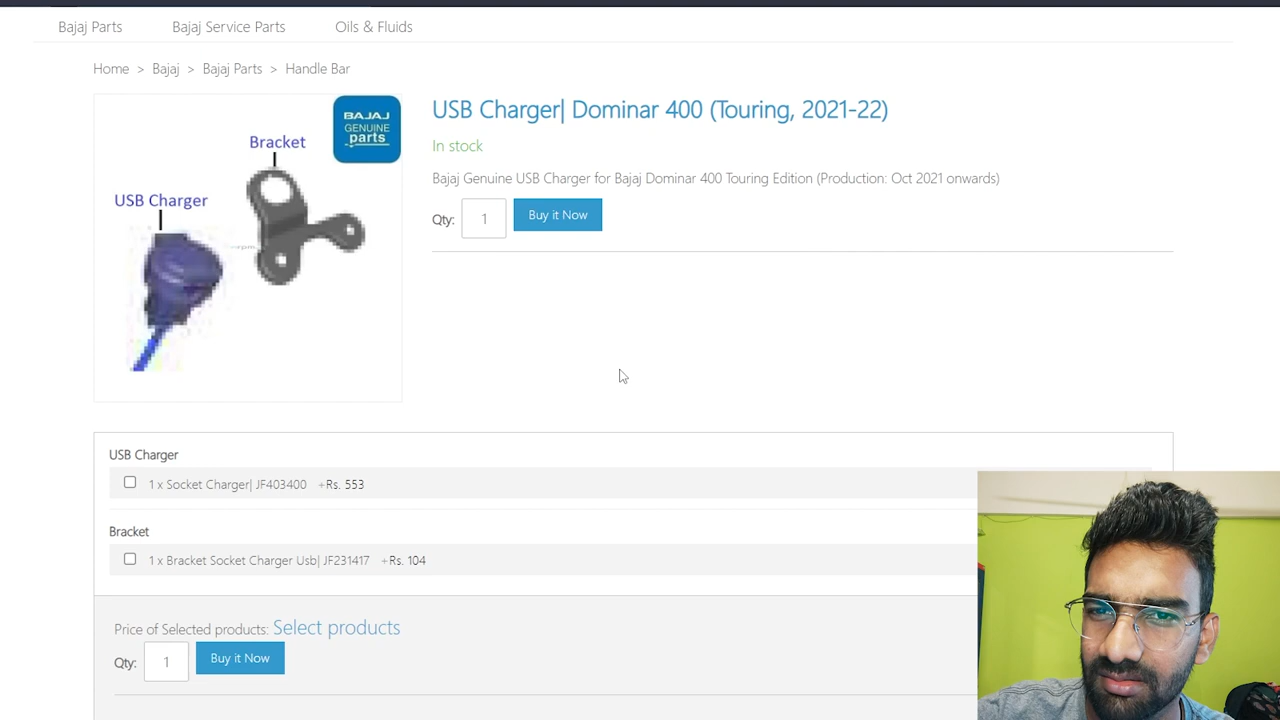 Bajaj Parts
Bajaj Service Parts
Oils & Fluids
Home > Bajaj > Bajaj Parts > Handle Bar
BAJAJ
GENUINE
parts
Bracket
USB Charger
USB Charger| Dominar 400 (Touring, 2021-22)
In stock
Bajaj Genuine USB Charger for Bajaj Dominar 400 Touring Edition (Production: Oct 2021 onwards)
Qty: 1 Buy it Now
USB Charger
1 x Socket Charger| JF403400 +Rs. 553
Bracket
1 x Bracket Socket Charger Usb| JF231417 +Rs. 104
Price of Selected products: Select products
Qty: 1 Buy it Now